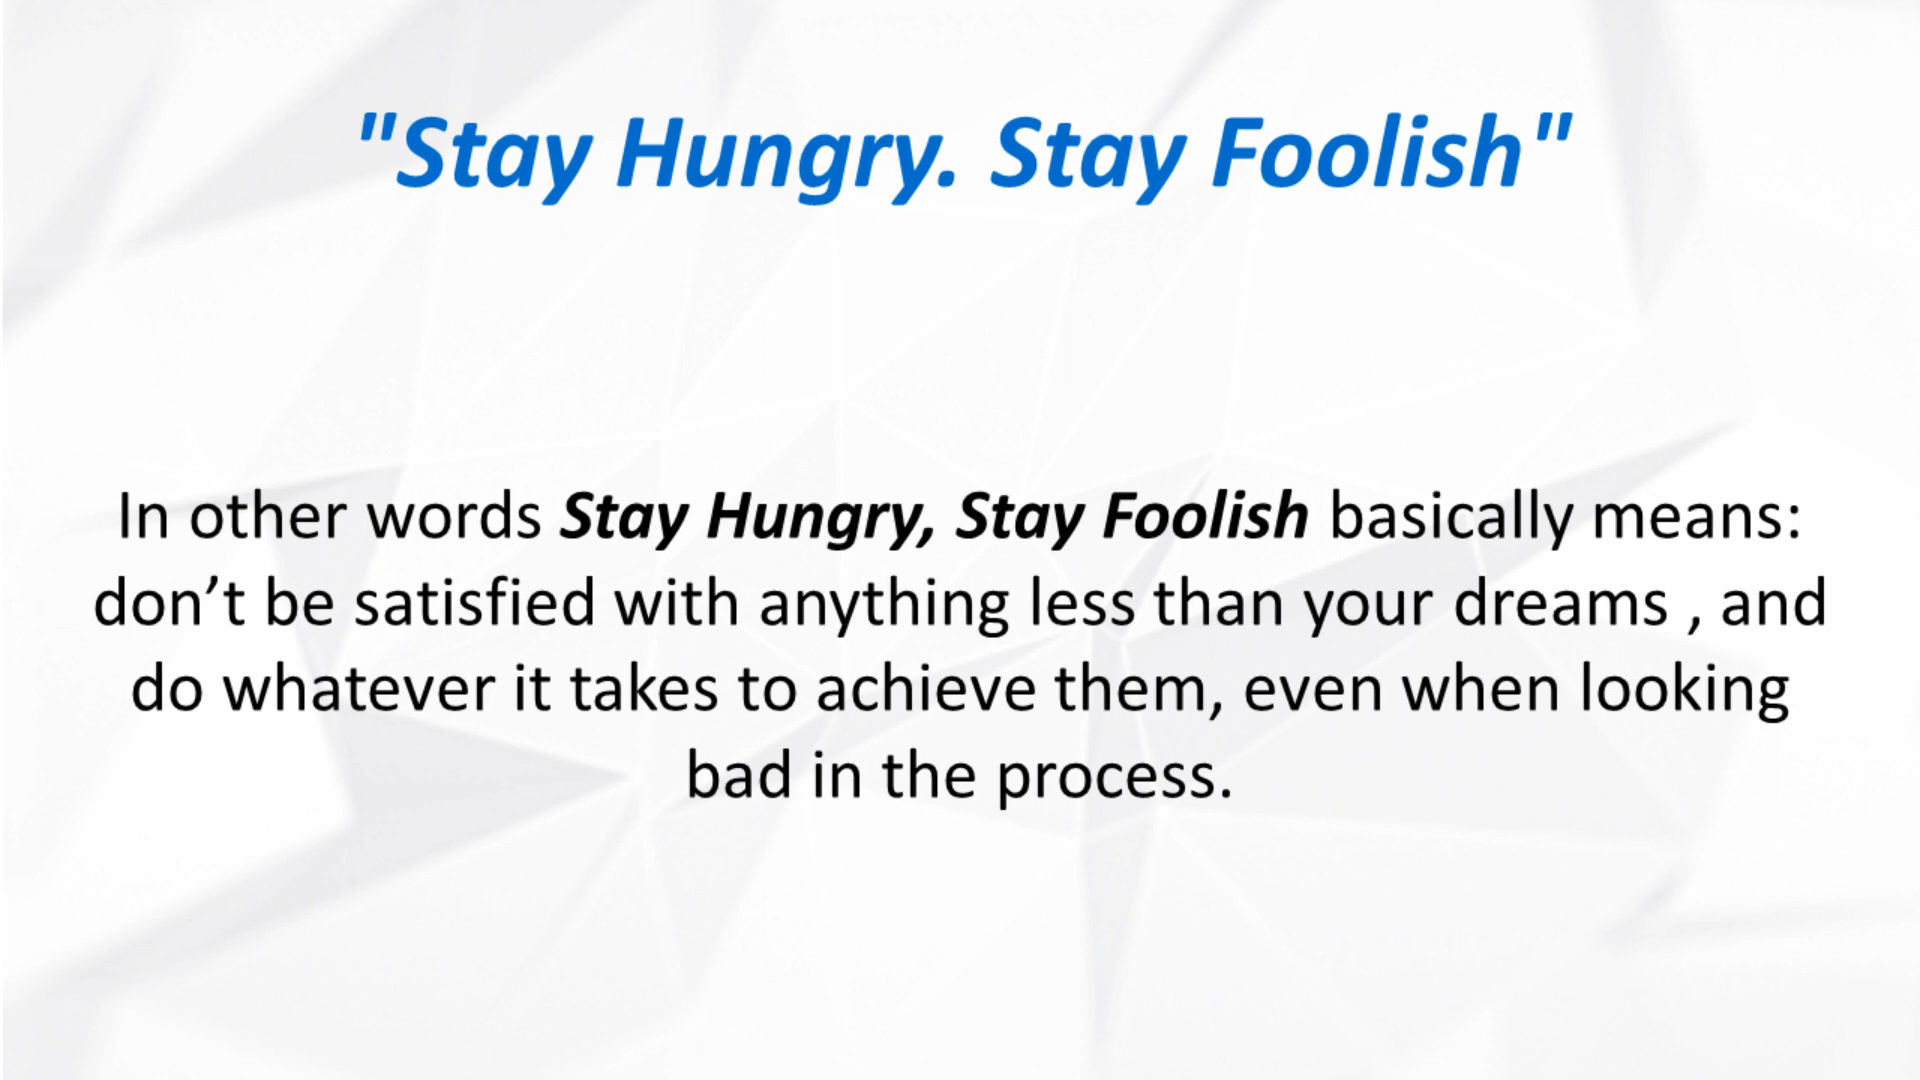 "Stay Hungry. Stay Foolish"
In other words Stay Hungry, Stay Foolish basically means:
don’t be satisfied with anything less than your dreams , and
do whatever it takes to achieve them, even when looking
bad in the process.